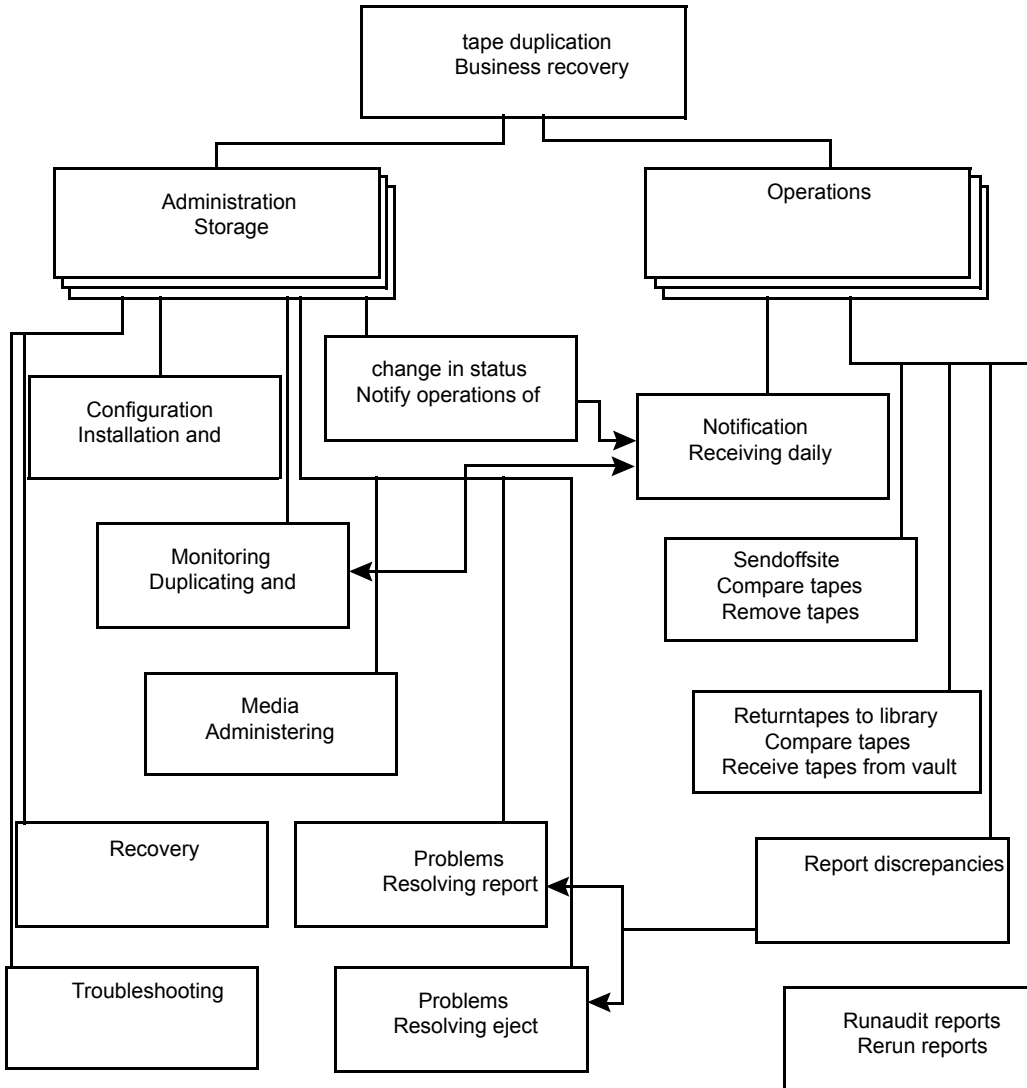 tape duplication
Business recovery
Administration
Storage
Operations
change in status
Notify operations of
Configuration
Installation and
Notification
Receiving daily
Monitoring
Duplicating and
Sendoffsite
Compare tapes
Remove tapes
Media
Administering
Returntapes to library
Compare tapes
Receive tapes from vault
Recovery
Problems
Resolving report
Report discrepancies
Troubleshooting
Problems
Resolving eject
Runaudit reports
Rerun reports